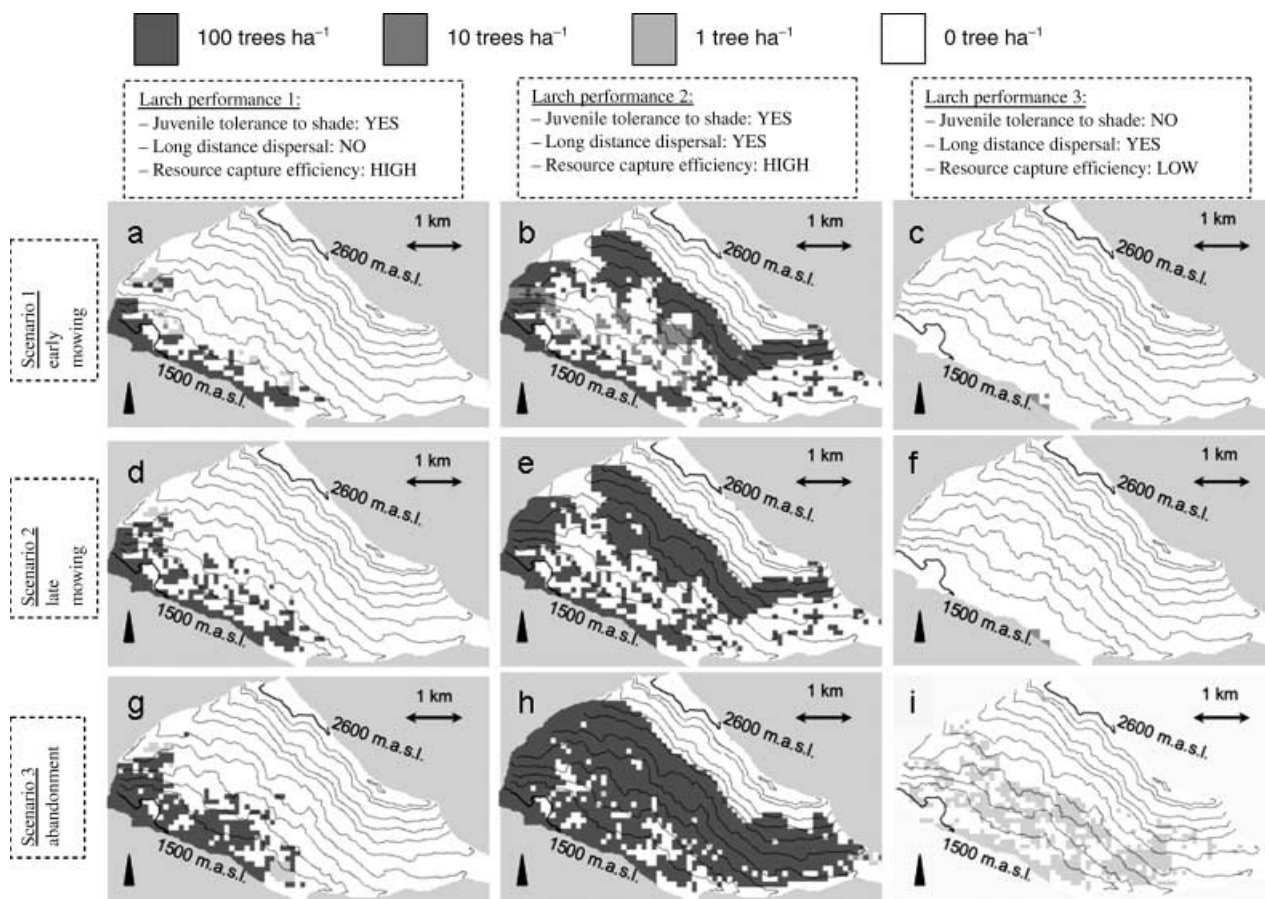 100 trees ha⁻¹
10 trees ha⁻¹
1 tree ha⁻¹
0 tree ha⁻¹
Larch performance 1:
– Juvenile tolerance to shade: YES
– Long distance dispersal: NO
– Resource capture efficiency: HIGH
Larch performance 2:
– Juvenile tolerance to shade: YES
– Long distance dispersal: YES
– Resource capture efficiency: HIGH
Larch performance 3:
– Juvenile tolerance to shade: NO
– Long distance dispersal: YES
– Resource capture efficiency: LOW
Scenario 1
early
mowing
a
1 km
2600 m.a.s.l.
1500 m.a.s.l.
b
1 km
2600 m.a.s.l.
1500 m.a.s.l.
c
1 km
2600 m.a.s.l.
1500 m.a.s.l.
Scenario 2
late
mowing
d
1 km
2600 m.a.s.l.
1500 m.a.s.l.
e
1 km
2600 m.a.s.l.
1500 m.a.s.l.
f
1 km
2600 m.a.s.l.
1500 m.a.s.l.
Scenario 3
abandonment
g
1 km
2600 m.a.s.l.
1500 m.a.s.l.
h
1 km
2600 m.a.s.l.
1500 m.a.s.l.
i
1 km
2600 m.a.s.l.
1500 m.a.s.l.